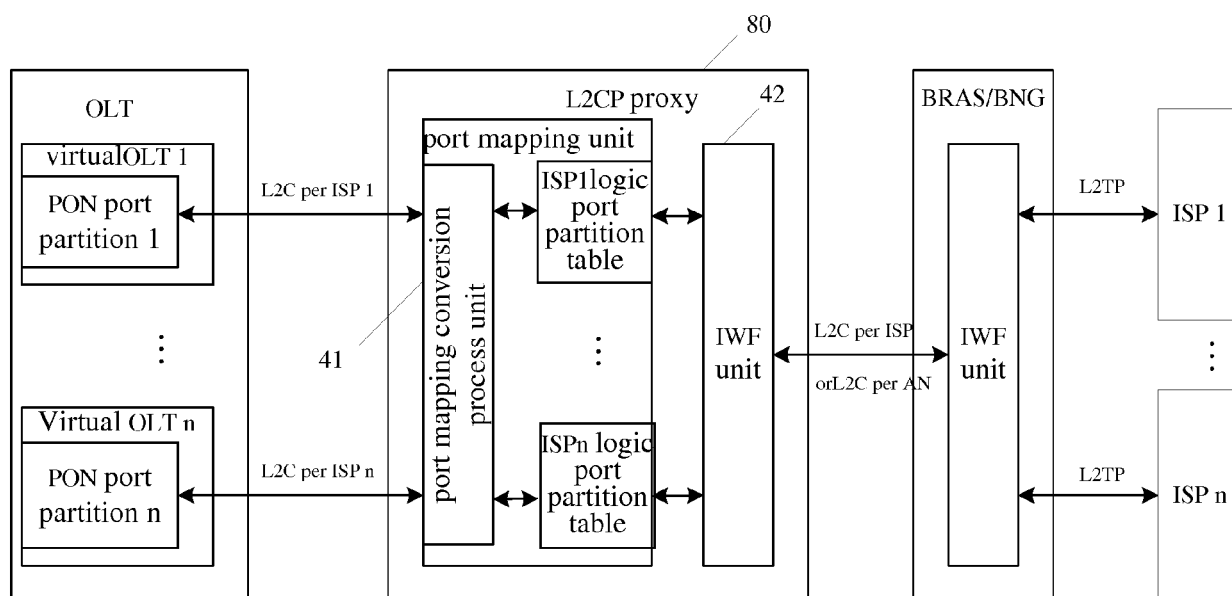 80
OLT
L2CP proxy
42
BRAS/BNG
virtualOLT 1
PON port
partition 1
L2C per ISP 1
port mapping unit
port mapping conversion
process unit
ISP1logic
port
partition
table
L2TP
ISP 1
41
IWF
unit
L2C per ISP
orL2C per AN
IWF
unit
Virtual OLT n
PON port
partition n
L2C per ISP n
ISPn logic
port
partition
table
L2TP
ISP n